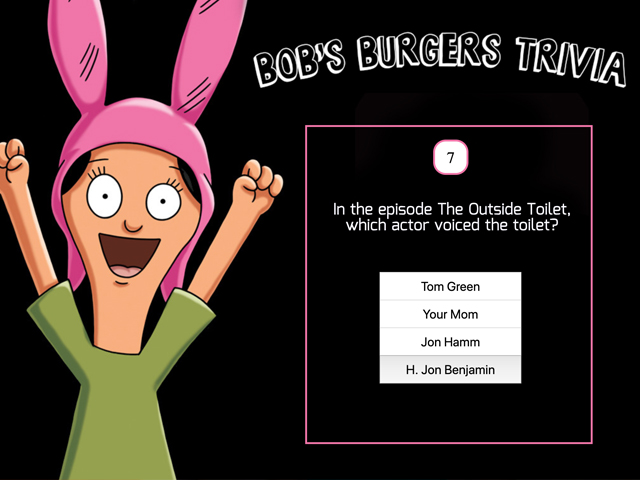 BOB'S BURGERS TRIVIA
7
In the episode The Outside Toilet,
which actor voiced the toilet?
Tom Green
Your Mom
Jon Hamm
H. Jon Benjamin